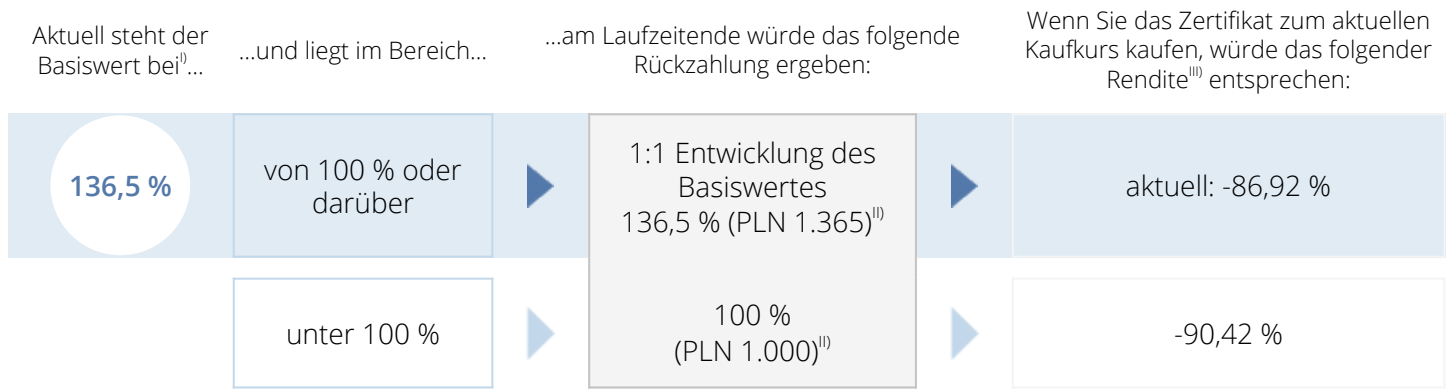 Aktuell steht der
Basiswert bei^I)...
...und liegt im Bereich...
...am Laufzeitende würde das folgende
Rückzahlung ergeben:
Wenn Sie das Zertifikat zum aktuellen
Kaufkurs kaufen, würde das folgender
Rendite^III) entsprechen:
136,5 %
von 100 % oder
darüber
1:1 Entwicklung des
Basiswertes
136,5 % (PLN 1.365)^II)
aktuell: -86,92 %
unter 100 %
100 %
(PLN 1.000)^II)
-90,42 %